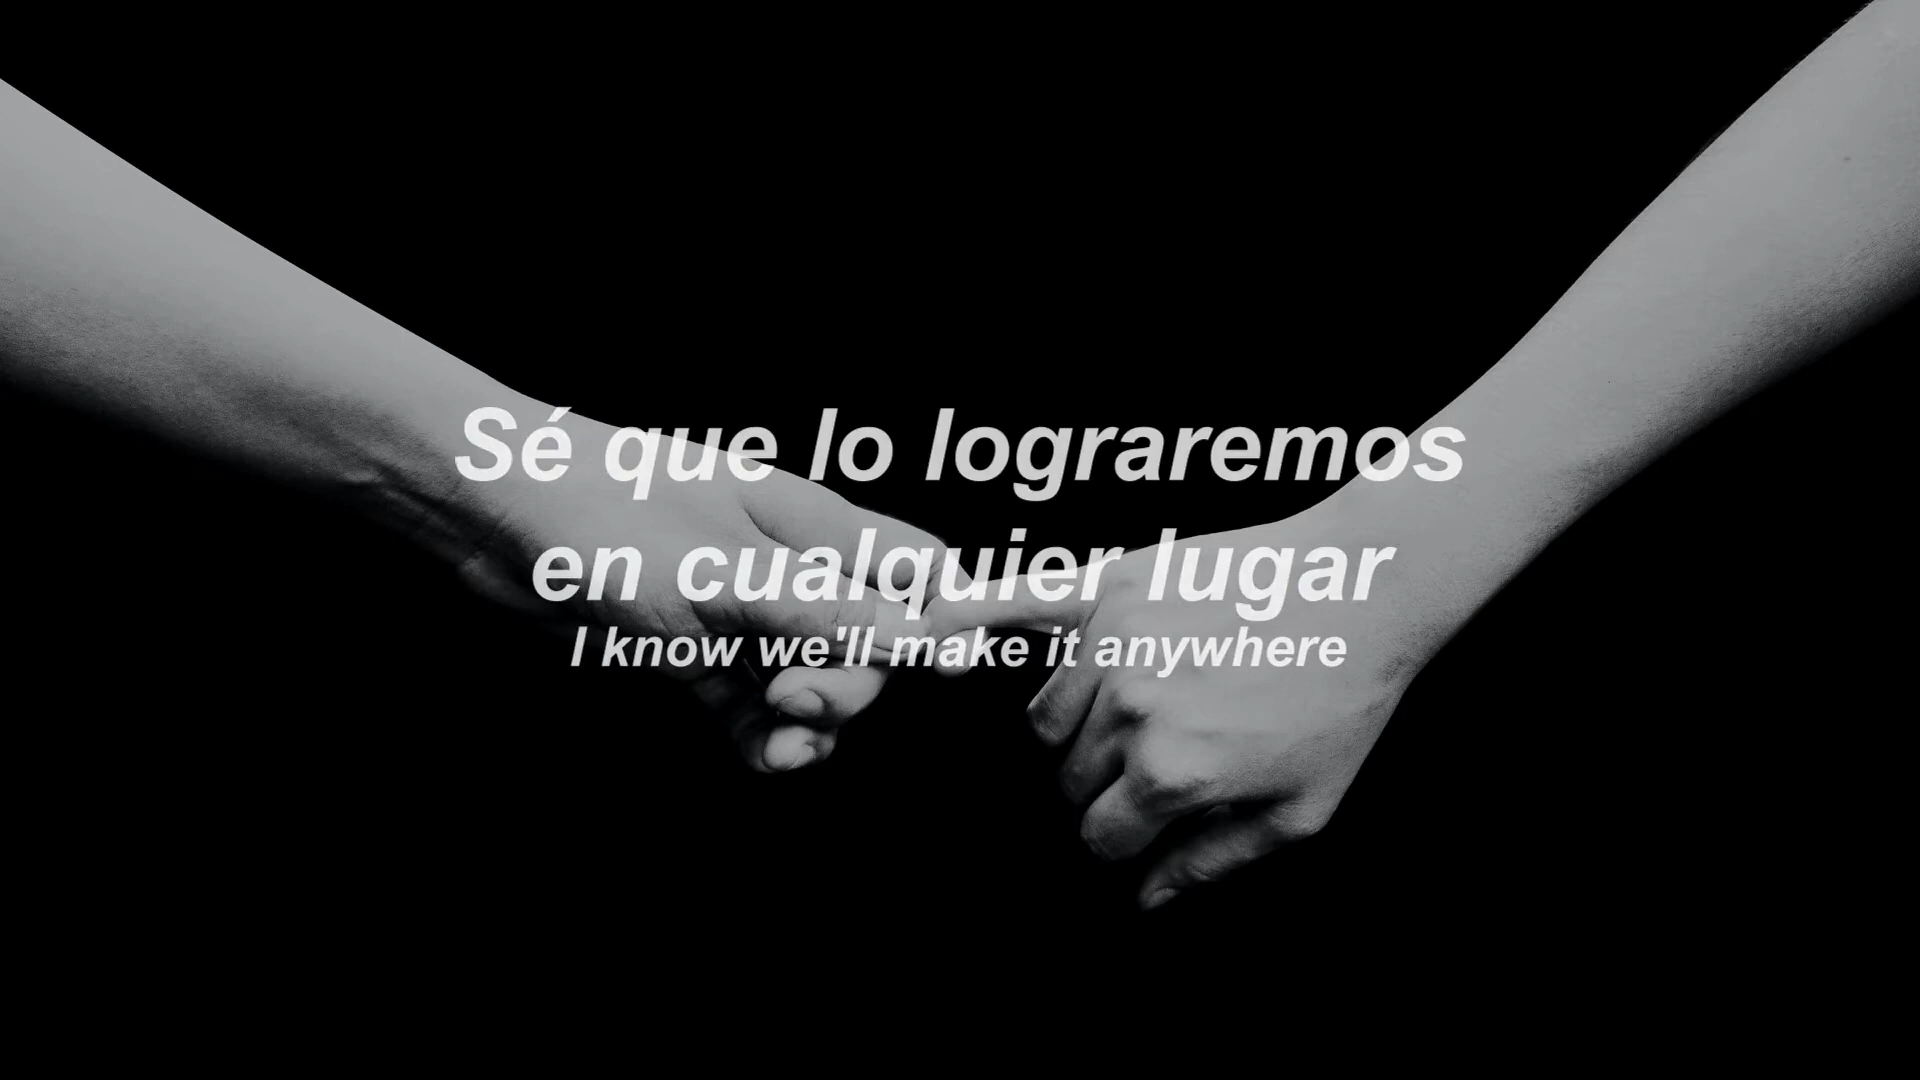 Sé que lo lograremos
en cualquier lugar
I know we'll make it anywhere